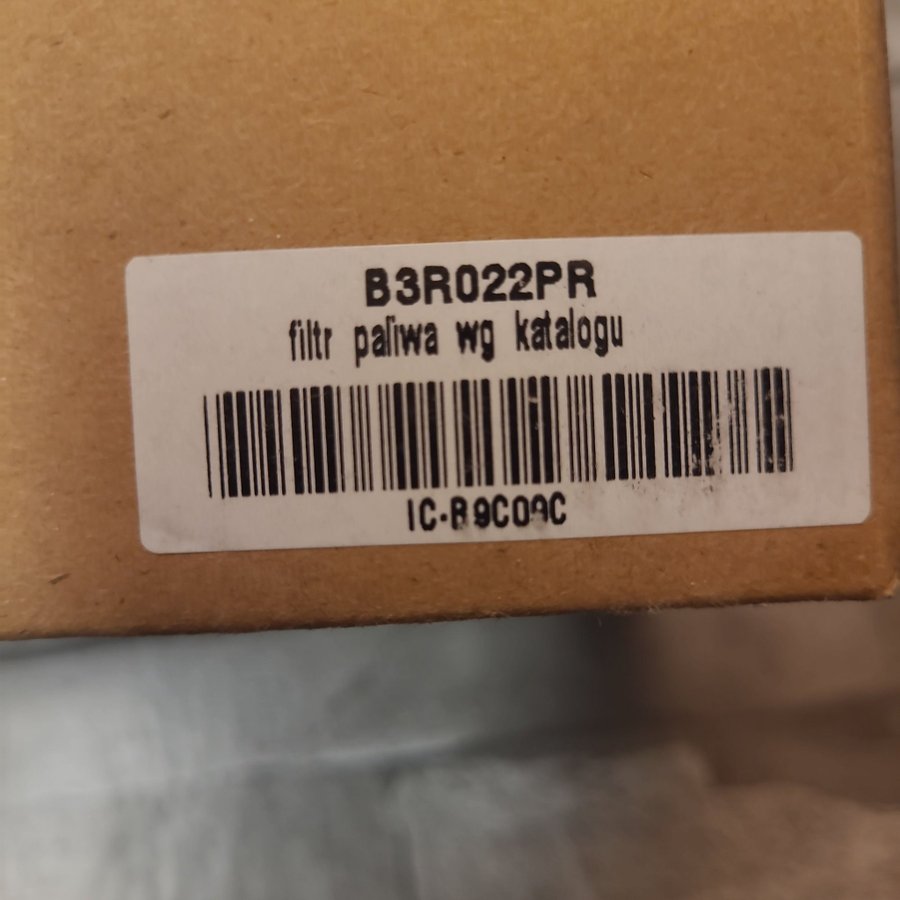 B3R022PR
filtr paliwa wg katalogu
IC-B9C09C